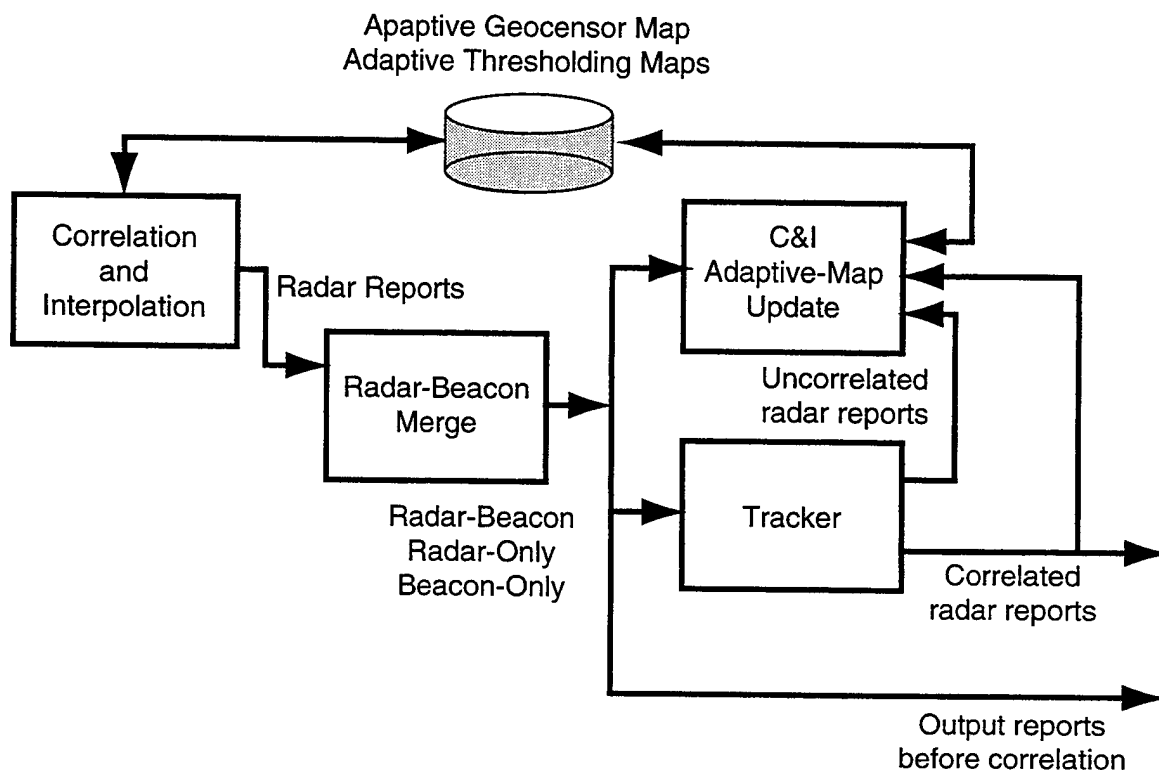 Apaptive Geocensor Map
Adaptive Thresholding Maps
Correlation
and
Interpolation
Radar Reports
Radar-Beacon
Merge
C&I
Adaptive-Map
Update
Uncorrelated
radar reports
Radar-Beacon
Radar-Only
Beacon-Only
Tracker
Correlated
radar reports
Output reports
before correlation